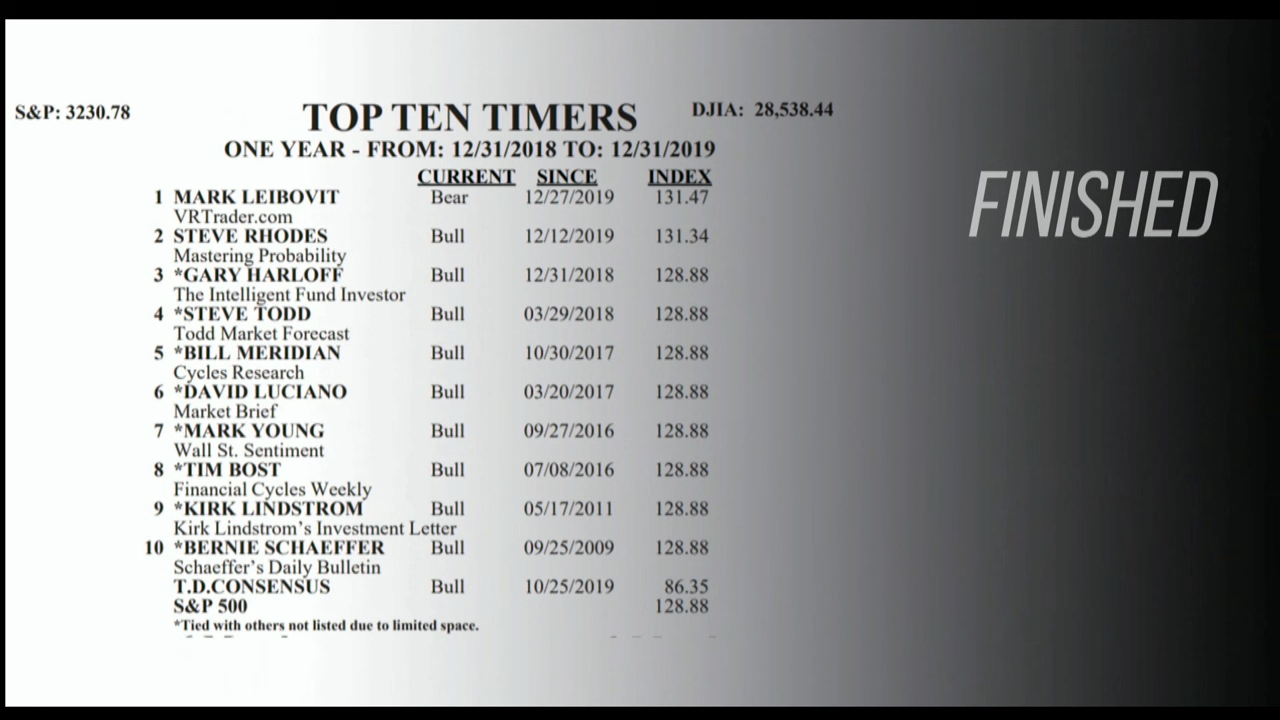 S&P: 3230.78
TOP TEN TIMERS
DJIA: 28,538.44
ONE YEAR - FROM: 12/31/2018 TO: 12/31/2019
CURRENT SINCE INDEX
1 MARK LEIBOVIT Bear 12/27/2019 131.47
VRTrader.com
2 STEVE RHODES Bull 12/12/2019 131.34
Mastering Probability
3 *GARY HARLOFF Bull 12/31/2018 128.88
The Intelligent Fund Investor
4 *STEVE TODD Bull 03/29/2018 128.88
Todd Market Forecast
5 *BILL MERIDIAN Bull 10/30/2017 128.88
Cycles Research
6 *DAVID LUCIANO Bull 03/20/2017 128.88
Market Brief
7 *MARK YOUNG Bull 09/27/2016 128.88
Wall St. Sentiment
8 *TIM BOST Bull 07/08/2016 128.88
Financial Cycles Weekly
9 *KIRK LINDSTROM Bull 05/17/2011 128.88
Kirk Lindstrom's Investment Letter
10 *BERNIE SCHAEFFER Bull 09/25/2009 128.88
Schaeffer's Daily Bulletin
T.D.CONSENSUS Bull 10/25/2019 86.35
S&P 500 128.88
*Tied with others not listed due to limited space.
FINISHED